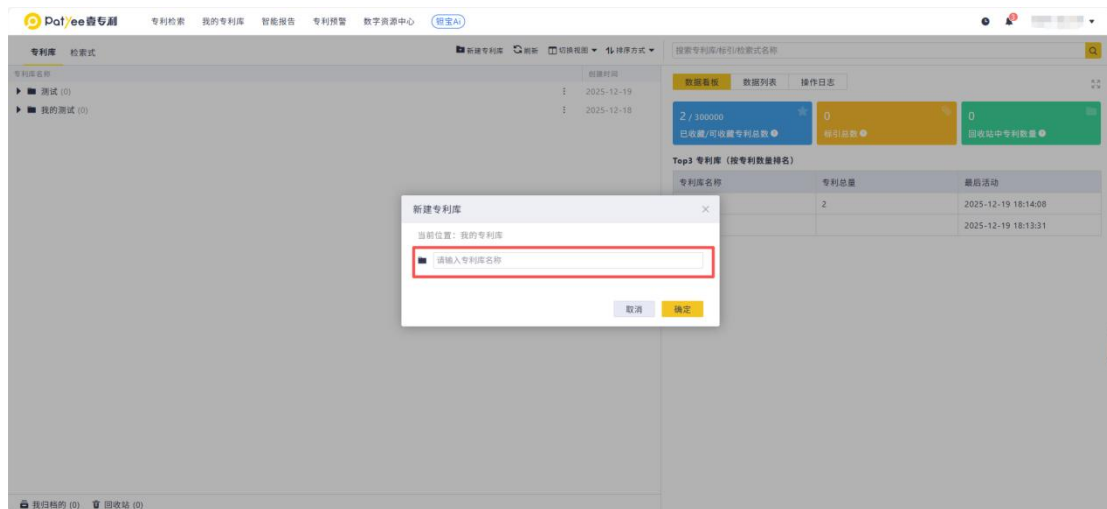 Patyee壹专利 专利检索 我的专利库 智能报告 专利预警 数字资源中心 钽宝Ai 3
专利库 检索式 新建专利库 刷新 切换视图 排序方式 搜索专利库/标引/检索式名称
专利库名称 创建时间
测试 (0) 2025-12-19
我的测试 (0) 2025-12-18
数据看板 数据列表 操作日志
2 / 300000 0 0
已收藏/可收藏专利总数 标引总数 回收站中专利数量
Top3 专利库（按专利数量排名）
专利库名称 专利总量 最后活动
2 2025-12-19 18:14:08
2025-12-19 18:13:31
新建专利库 ×
当前位置：我的专利库
请输入专利库名称
取消 确定
我归档的 (0) 回收站 (0)